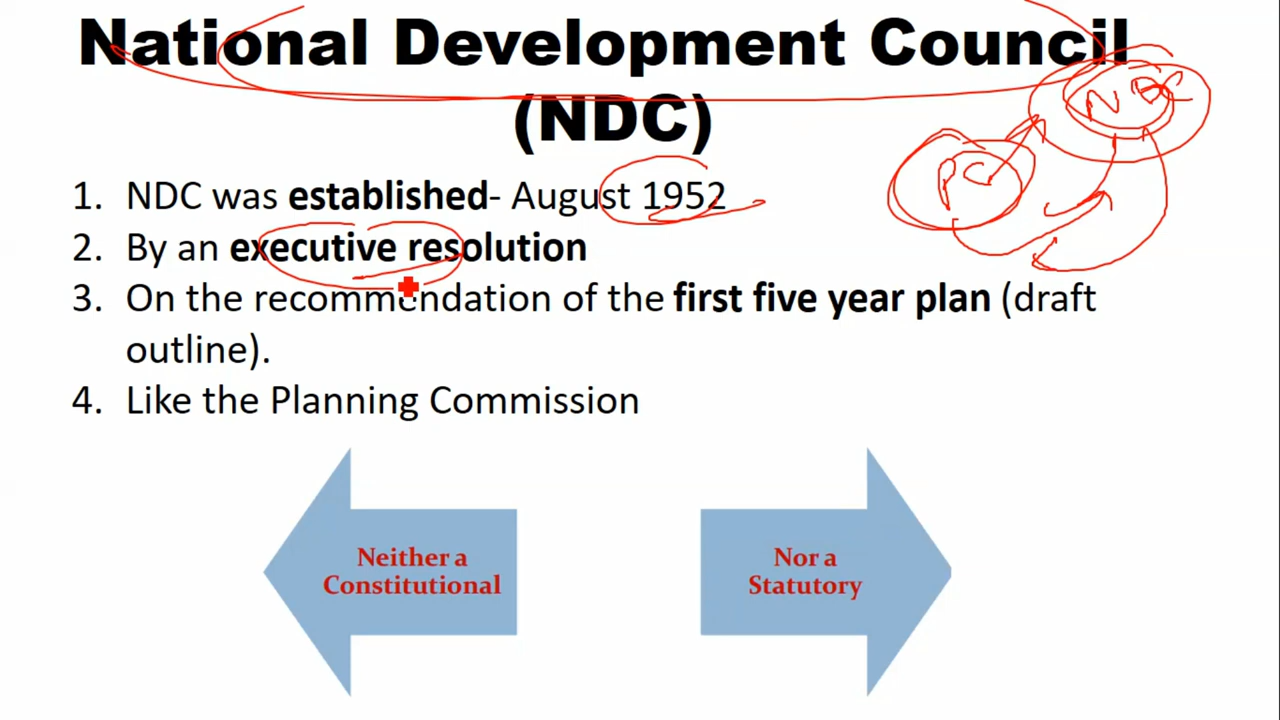 National Development Council
(NDC)
NDC
PC
1. NDC was established- August 1952
2. By an executive resolution
3. On the recommendation of the first five year plan (draft
outline).
4. Like the Planning Commission
Neither a
Constitutional
Nor a
Statutory